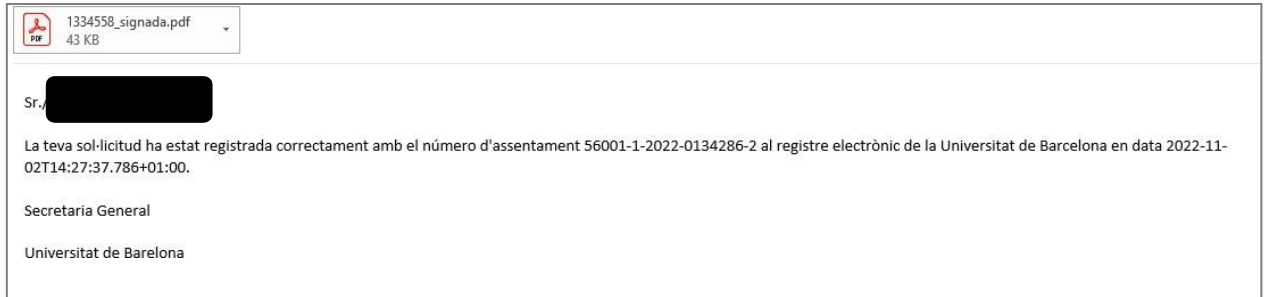 1334558_signada.pdf
43 KB
PDF
Sr./
La teva sol·licitud ha estat registrada correctament amb el número d'assentament 56001-1-2022-0134286-2 al registre electrònic de la Universitat de Barcelona en data 2022-11-
02T14:27:37.786+01:00.
Secretaria General
Universitat de Barelona